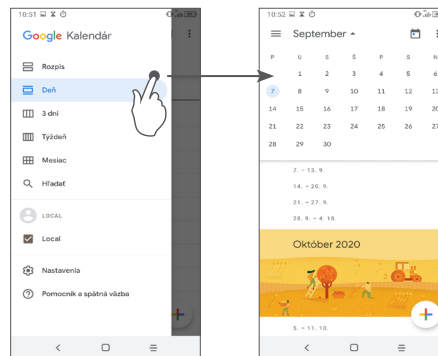 10:51
Google Kalendár
Rozpis
Deň
3 dni
Týždeň
Mesiac
Hľadať
LOCAL
Local
Nastavenia
Pomocník a spätná väzba
10:52
September
P U S Š P S N
1 2 3 4 5 6
7 8 9 10 11 12 13
14 15 16 17 18 19 20
21 22 23 24 25 26 27
28 29 30
7. – 13. 9.
14. – 20. 9.
21. – 27. 9.
28. 9. – 4. 10.
Október 2020
5. – 11. 10.